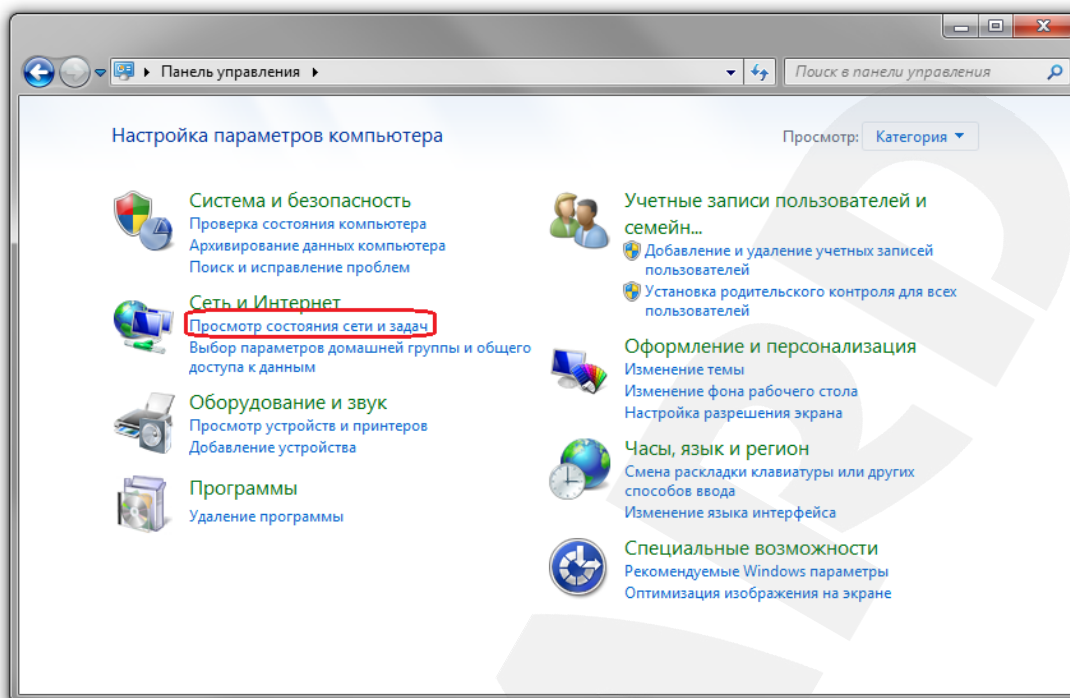 Панель управления
Поиск в панели управления
Настройка параметров компьютера
Просмотр: Категория
Система и безопасность
Проверка состояния компьютера
Архивирование данных компьютера
Поиск и исправление проблем
Сеть и Интернет
Просмотр состояния сети и задач
Выбор параметров домашней группы и общего
доступа к данным
Оборудование и звук
Просмотр устройств и принтеров
Добавление устройства
Программы
Удаление программы
Учетные записи пользователей и
семейн...
Добавление и удаление учетных записей
пользователей
Установка родительского контроля для всех
пользователей
Оформление и персонализация
Изменение темы
Изменение фона рабочего стола
Настройка разрешения экрана
Часы, язык и регион
Смена раскладки клавиатуры или других
способов ввода
Изменение языка интерфейса
Специальные возможности
Рекомендуемые Windows параметры
Оптимизация изображения на экране